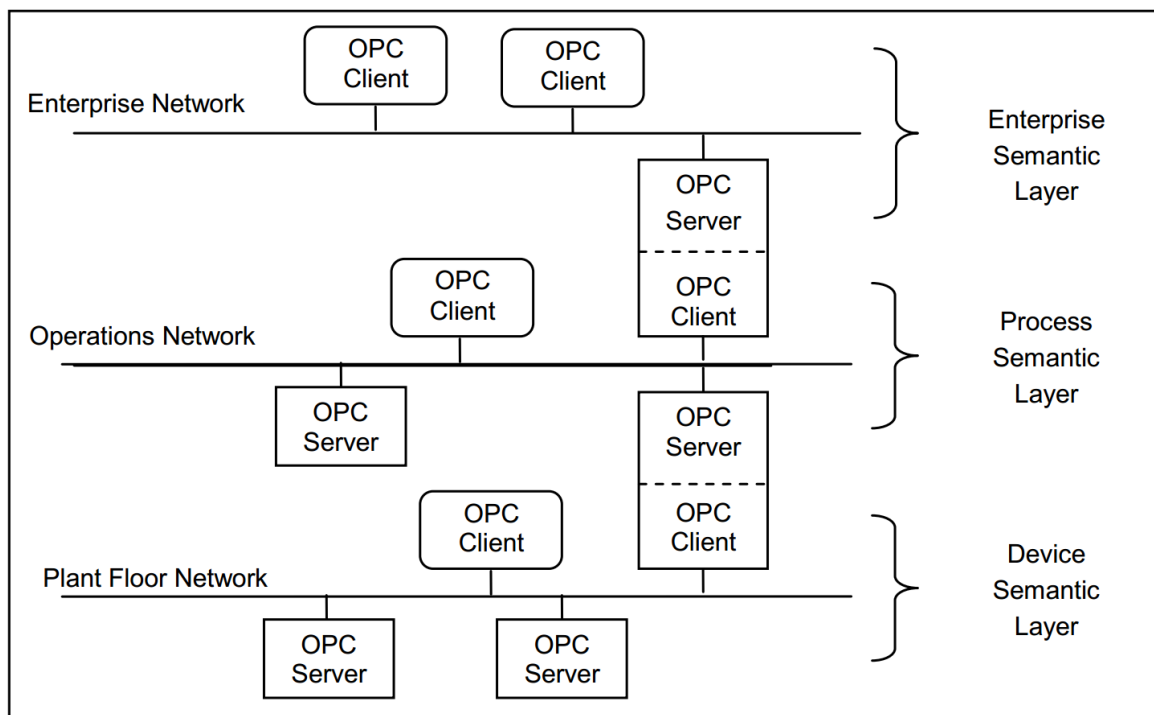 OPC
Client
OPC
Client
Enterprise Network
Enterprise
Semantic
Layer
OPC
Server
OPC
Client
OPC
Client
Operations Network
Process
Semantic
Layer
OPC
Server
OPC
Server
OPC
Client
OPC
Client
Plant Floor Network
Device
Semantic
Layer
OPC
Server
OPC
Server